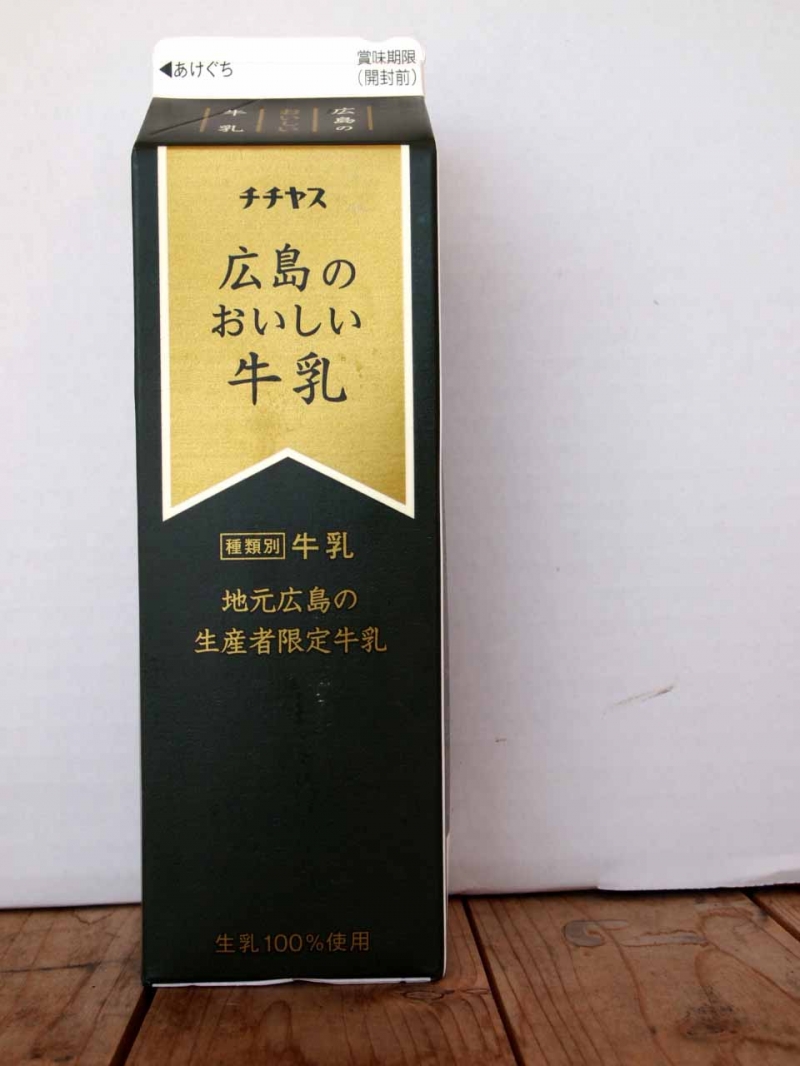 ◀あけぐち
賞味期限
(開封前)
広島の
おいしい
牛乳
チチヤス
広島の
おいしい
牛乳
種類別 牛乳
地元広島の
生産者限定牛乳
生乳100%使用